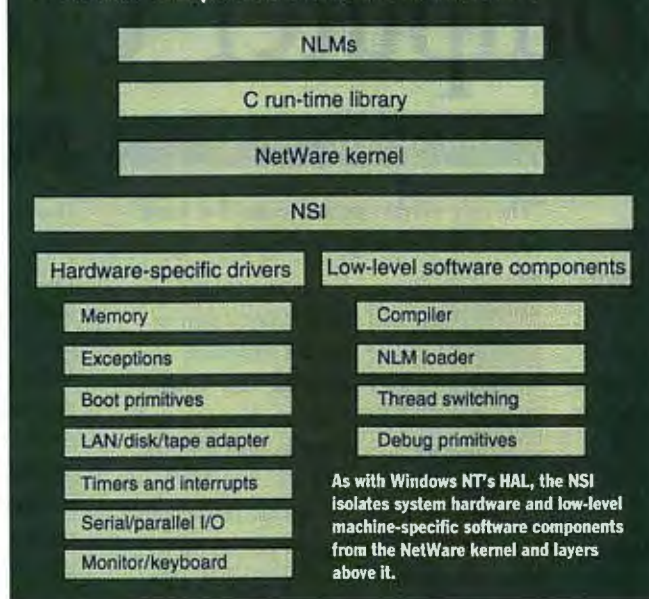 NLMs
C run-time library
NetWare kernel
NSI
Hardware-specific drivers
Memory
Exceptions
Boot primitives
LAN/disk/tape adapter
Timers and interrupts
Serial/parallel I/O
Monitor/keyboard
Low-level software components
Compiler
NLM loader
Thread switching
Debug primitives
As with Windows NT's HAL, the NSI
isolates system hardware and low-level
machine-specific software components
from the NetWare kernel and layers
above it.